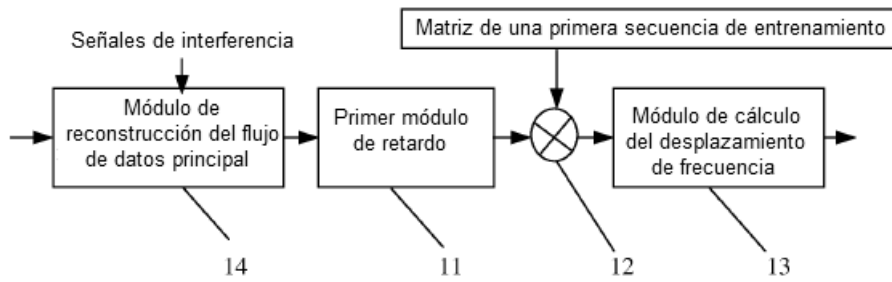 Señales de interferencia
Matriz de una primera secuencia de entrenamiento
Módulo de
reconstrucción del flujo
de datos principal
Primer módulo
de retardo
Módulo de cálculo
del desplazamiento
de frecuencia
14
11
12
13